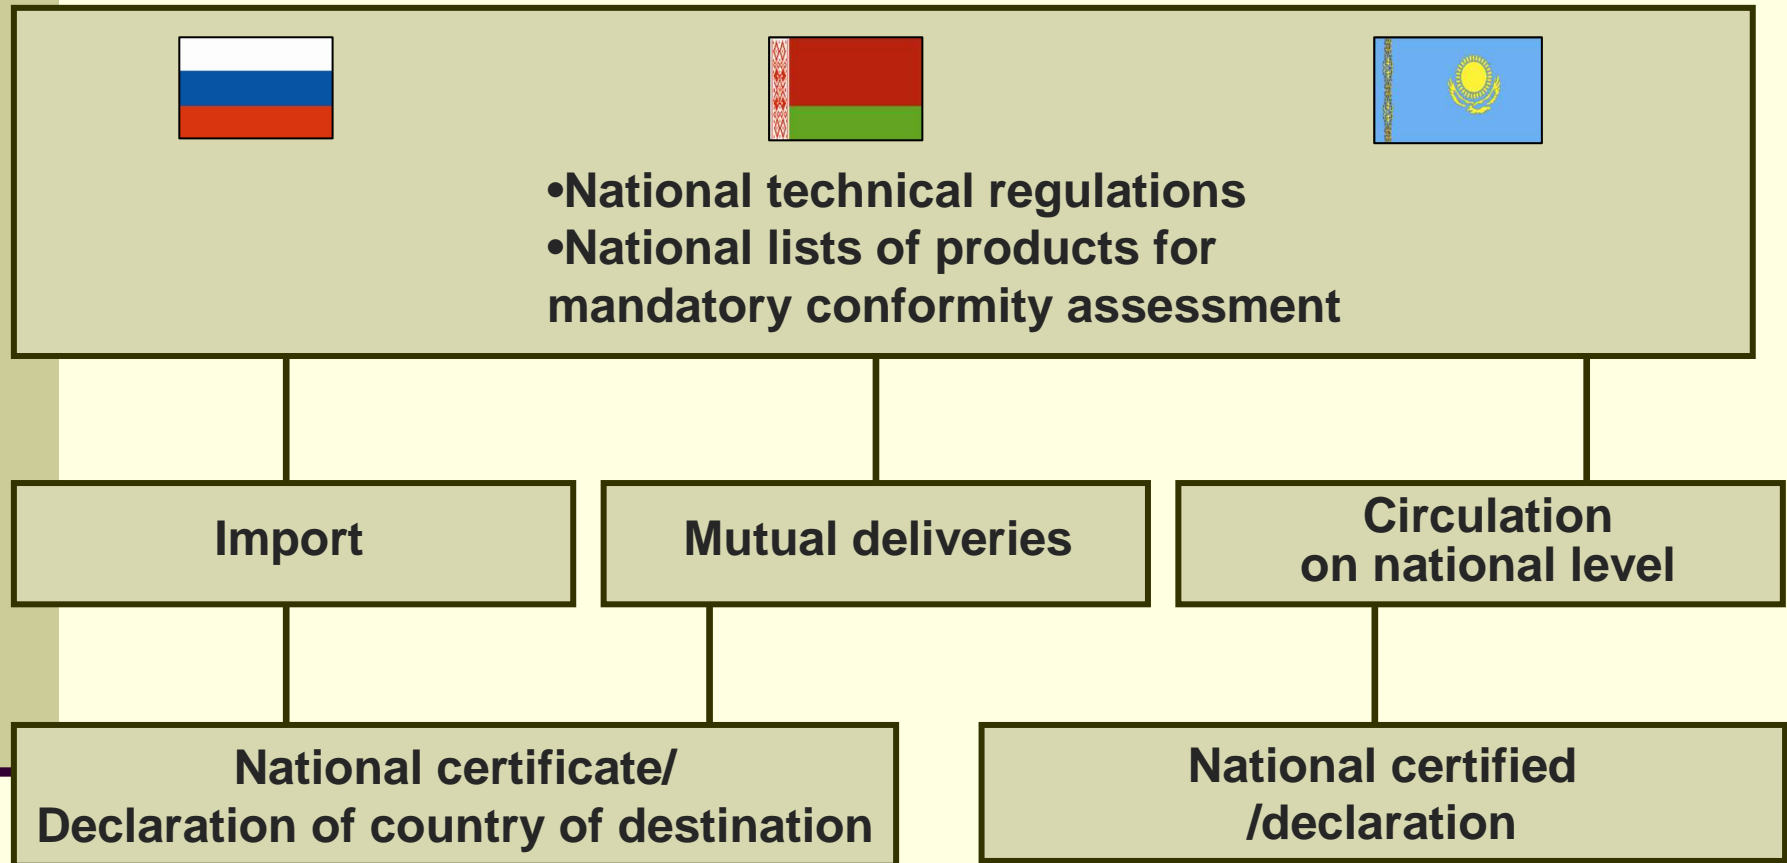 •National technical regulations
•National lists of products for
mandatory conformity assessment
Import
Mutual deliveries
Circulation
on national level
National certificate/
Declaration of country of destination
National certified
/declaration